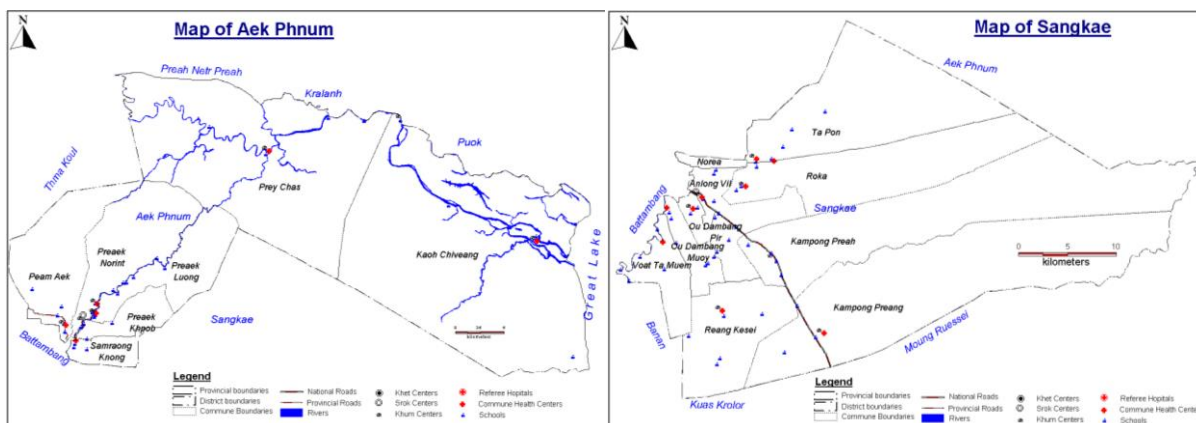 Map of Aek Phnum
N
Preah Netr Preah
Kralanh
Puok
Thma Koul
Prey Chas
Aek Phnum
Preaek
Norint
Preaek
Luong
Kaoh Chiveang
Great Lake
Peam Aek
Preaek
Khpob
Sangkae
Battambang
Samraong
Knong
Legend
Provincial boundaries
District boundaries
Commune Boundaries
National Roads
Provincial Roads
Rivers
Khet Centers
Srok Centers
Khum Centers
Referee Hopitals
Commune Health Centers
Schools
Map of Sangkae
N
Aek Phnum
Ta Pon
Norea
Anlong Vil
Roka
Battambang
Sangkae
Ou Dambang
Pir
Kampong Preah
Ou Dambang
Muoy
Voat Ta Muem
0 5 10
kilometers
Kampong Preang
Reang Kesei
Banan
Moung Ruessei
Kuas Krolor
Legend
Provincial boundaries
District boundaries
Commune Boundaries
National Roads
Provincial Roads
Rivers
Khet Centers
Srok Centers
Khum Centers
Referee Hopitals
Commune Health Cent
Schools